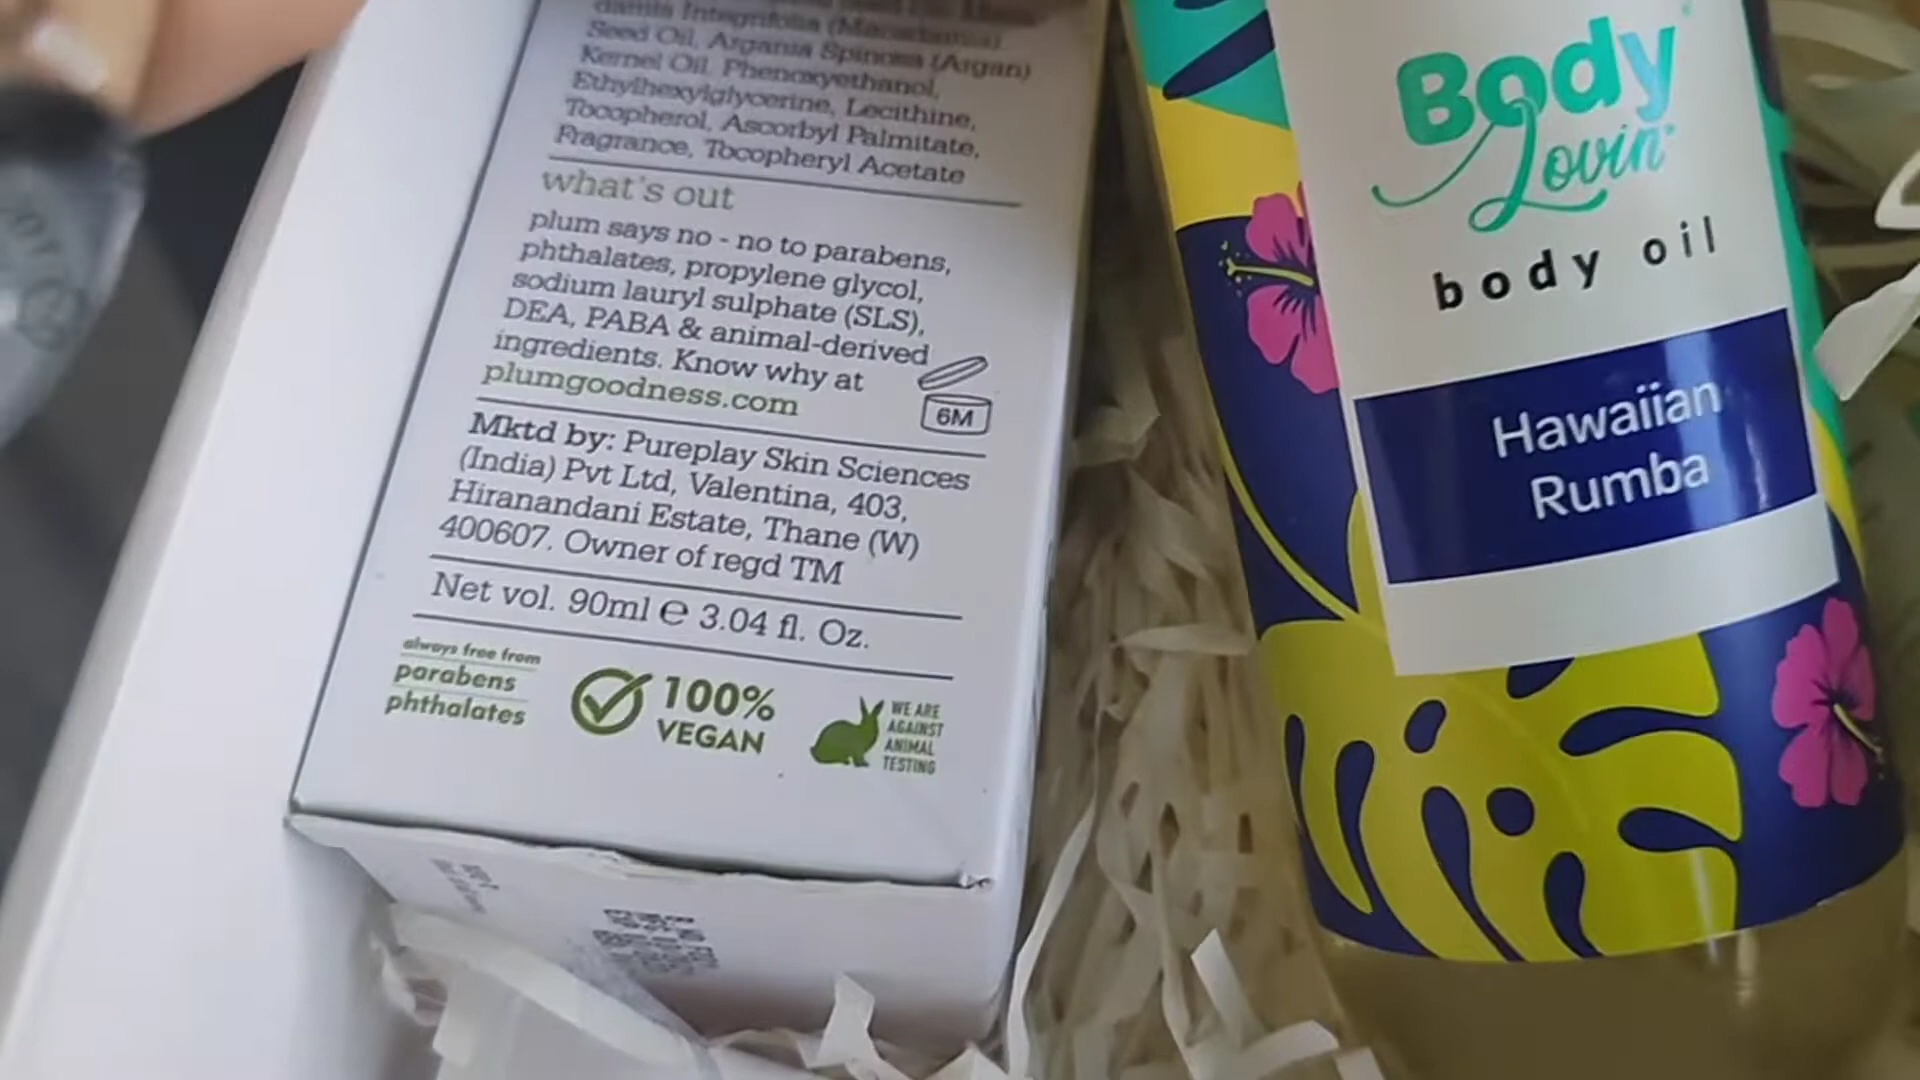 damia Integrifolia (Macadamia)
Seed Oil, Argania Spinosa (Argan)
Kernel Oil, Phenoxyethanol,
Ethylhexylglycerine, Lecithine,
Tocopherol, Ascorbyl Palmitate,
Fragrance, Tocopheryl Acetate
what's out
plum says no - no to parabens,
phthalates, propylene glycol,
sodium lauryl sulphate (SLS),
DEA, PABA & animal-derived
ingredients. Know why at
plumgoodness.com
6M
Mktd by: Pureplay Skin Sciences
(India) Pvt Ltd, Valentina, 403,
Hiranandani Estate, Thane (W)
400607. Owner of regd TM
Net vol. 90ml e 3.04 fl. Oz.
always free from
parabens
phthalates
100%
VEGAN
WE ARE
AGAINST
ANIMAL
TESTING
Body
Lovin'
body oil
Hawaiian
Rumba